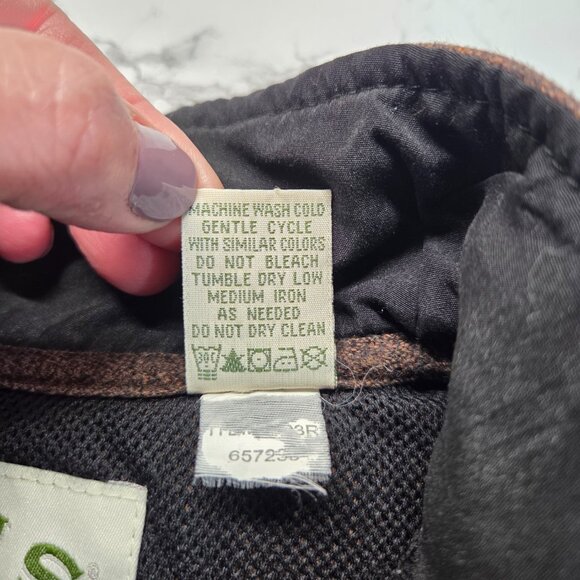 MACHINE WASH COLD
GENTLE CYCLE
WITH SIMILAR COLORS
DO NOT BLEACH
TUMBLE DRY LOW
MEDIUM IRON
AS NEEDED
DO NOT DRY CLEAN
30